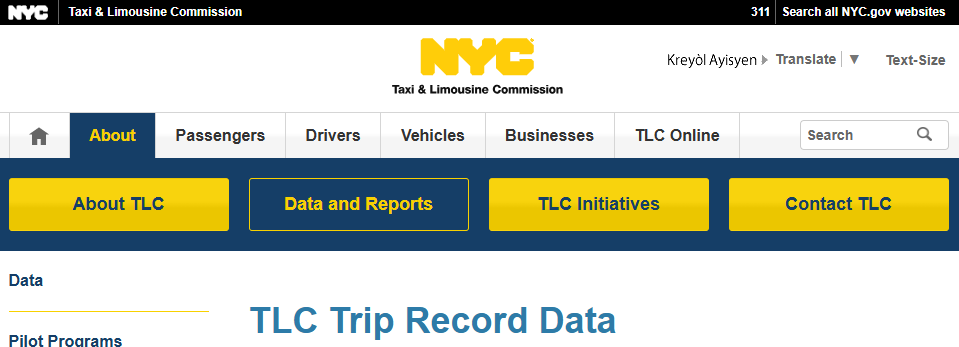 NYC Taxi & Limousine Commission 311 Search all NYC.gov websites
NYC
Taxi & Limousine Commission
Kreyòl Ayisyen Translate ▼ Text-Size
About Passengers Drivers Vehicles Businesses TLC Online Search
About TLC Data and Reports TLC Initiatives Contact TLC
Data
TLC Trip Record Data
Pilot Programs